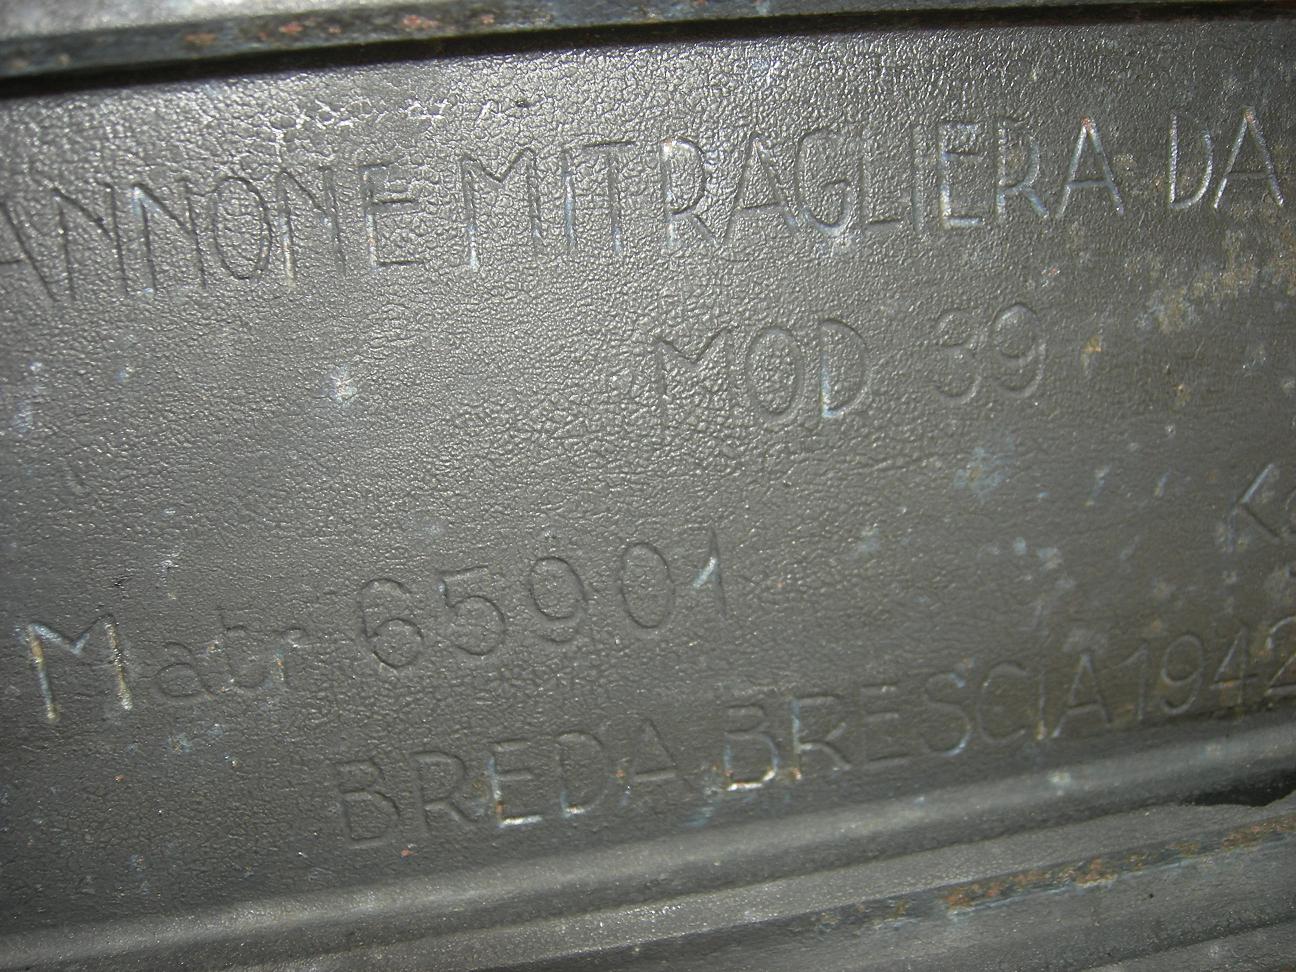 ANNONE MITRAGLIERA DA
MOD 39
Matr 65901
BREDA BRESCIA 1942